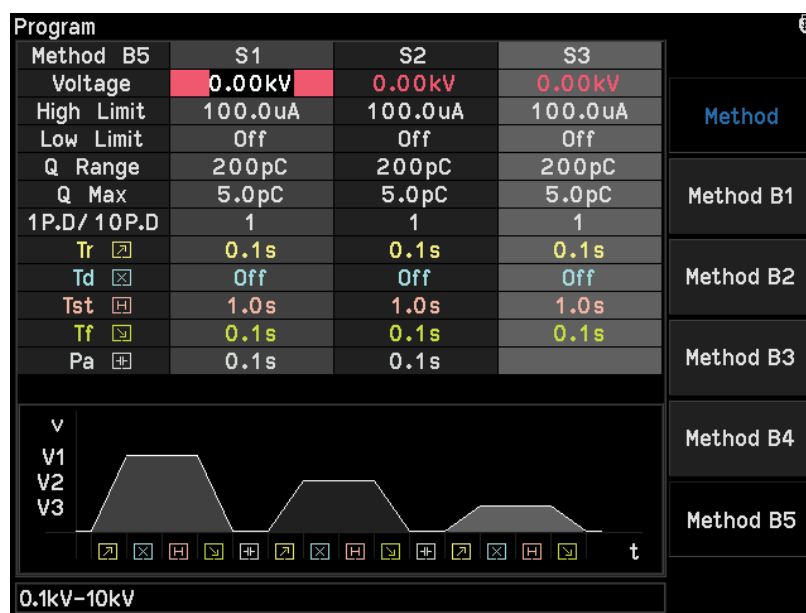 Program
Method B5 S1 S2 S3
Voltage 0.00kV 0.00kV 0.00kV
High Limit 100.0uA 100.0uA 100.0uA
Low Limit Off Off Off
Q Range 200pC 200pC 200pC
Q Max 5.0pC 5.0pC 5.0pC
1P.D/10P.D 1 1 1
Tr 0.1s 0.1s 0.1s
Td Off Off Off
Tst H 1.0s 1.0s 1.0s
Tf 0.1s 0.1s 0.1s
Pa 0.1s 0.1s
V
V1
V2
V3
H H H
t
0.1kV-10kV
Method
Method B1
Method B2
Method B3
Method B4
Method B5